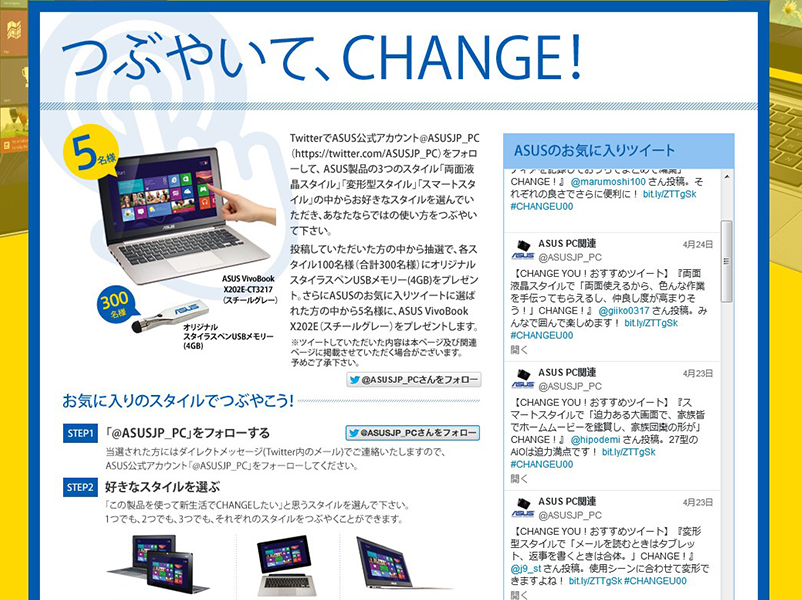 つぶやいて、CHANGE!
5名様
TwitterでASUS公式アカウント@ASUSJP_PC
(https://twitter.com/ASUSJP_PC)をフォロ
ーして、ASUS製品の3つのスタイル「両面液
晶スタイル」「変形型スタイル」「スマートスタ
イル」の中からお好きなスタイルを選んでい
ただき、あなたならではの使い方をつぶやい
て下さい。
投稿していただいた方の中から抽選で、各ス
タイル100名様(合計300名様)にオリジナル
スタイラスペンUSBメモリー(4GB)をプレゼン
ト。さらにASUSのお気に入りツイートに選ば
れた方の中から5名様に、ASUS VivoBook
X202E(スチールグレー)をプレゼントします。
※ツイートしていただいた内容は本ページ及び関連
ページに掲載させていただく場合がございます。
予めご了承下さい。
@ASUSJP_PCさんをフォロー
ASUS VivoBook
X202E-CT3217
(スチールグレー)
300名様
ASUS
オリジナル
スタイラスペンUSBメモリー
(4GB)
お気に入りのスタイルでつぶやこう!
STEP1 「@ASUSJP_PC」をフォローする
@ASUSJP_PCさんをフォロー
当選された方にはダイレクトメッセージ(Twitter内のメール)でご連絡いたしますので、
ASUS公式アカウント「@ASUSJP_PC」をフォーローしてください。
STEP2 好きなスタイルを選ぶ
「この製品を使って新生活でCHANGEしたい」と思うスタイルを選んで下さい。
1つでも、2つでも、3つでも、それぞれのスタイルをつぶやくことができます。
ASUSのお気に入りツイート
CHANGE!』 @marumoshi100 さん投稿。そ
れぞれの良さでさらに便利に! bit.ly/ZTTgSk
#CHANGEU00
ASUS PC関連 4月24日
@ASUSJP_PC
【CHANGE YOU!おすすめツイート】『両面
液晶スタイルで「両面使えるから、色んな作業
を手伝ってもらえるし、仲良し度が高まりそ
う!」CHANGE!』 @giiko0317 さん投稿。み
んなで囲んで楽しめます! bit.ly/ZTTgSk
#CHANGEU00
開く
ASUS PC関連 4月23日
@ASUSJP_PC
【CHANGE YOU!おすすめツイート】『ス
マートスタイルで「迫力ある大画面で、家族皆
でホームムービーを鑑賞し、家族団欒の形が」
CHANGE!』 @hipodemi さん投稿。27型の
AiOは迫力満点です! bit.ly/ZTTgSk
#CHANGEU00
開く
ASUS PC関連 4月23日
@ASUSJP_PC
【CHANGE YOU!おすすめツイート】『変形
型スタイルで「メールを読むときはタブレッ
ト、返事を書くときは合体。」CHANGE!』
@j9_st さん投稿。使用シーンに合わせて変形で
きますよね! bit.ly/ZTTgSk #CHANGEU00
開く